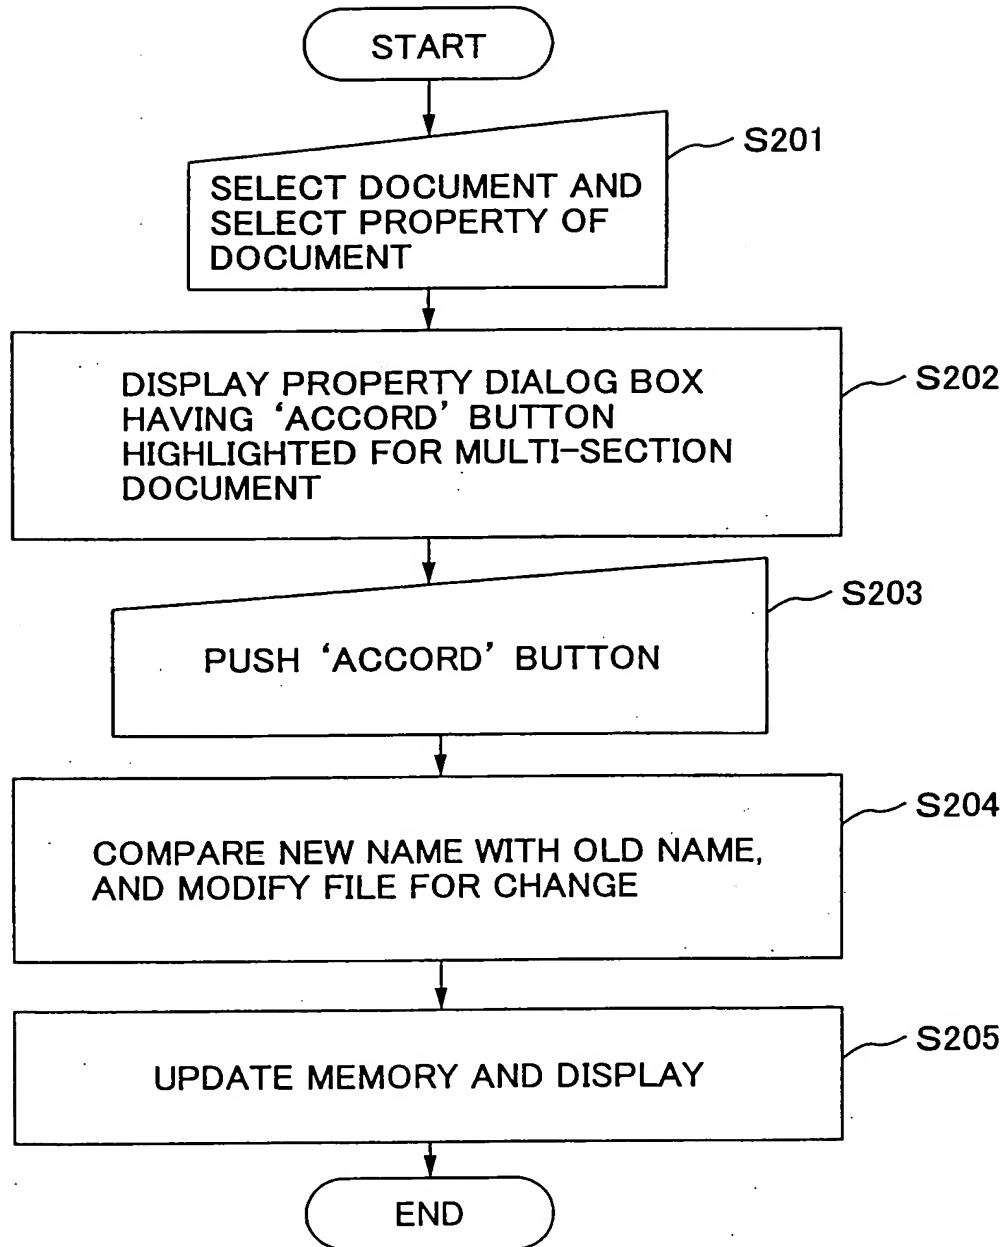 START
S201
SELECT DOCUMENT AND
SELECT PROPERTY OF
DOCUMENT
S202
DISPLAY PROPERTY DIALOG BOX
HAVING ‘ACCORD’ BUTTON
HIGHLIGHTED FOR MULTI-SECTION
DOCUMENT
S203
PUSH ‘ACCORD’ BUTTON
S204
COMPARE NEW NAME WITH OLD NAME,
AND MODIFY FILE FOR CHANGE
S205
UPDATE MEMORY AND DISPLAY
END